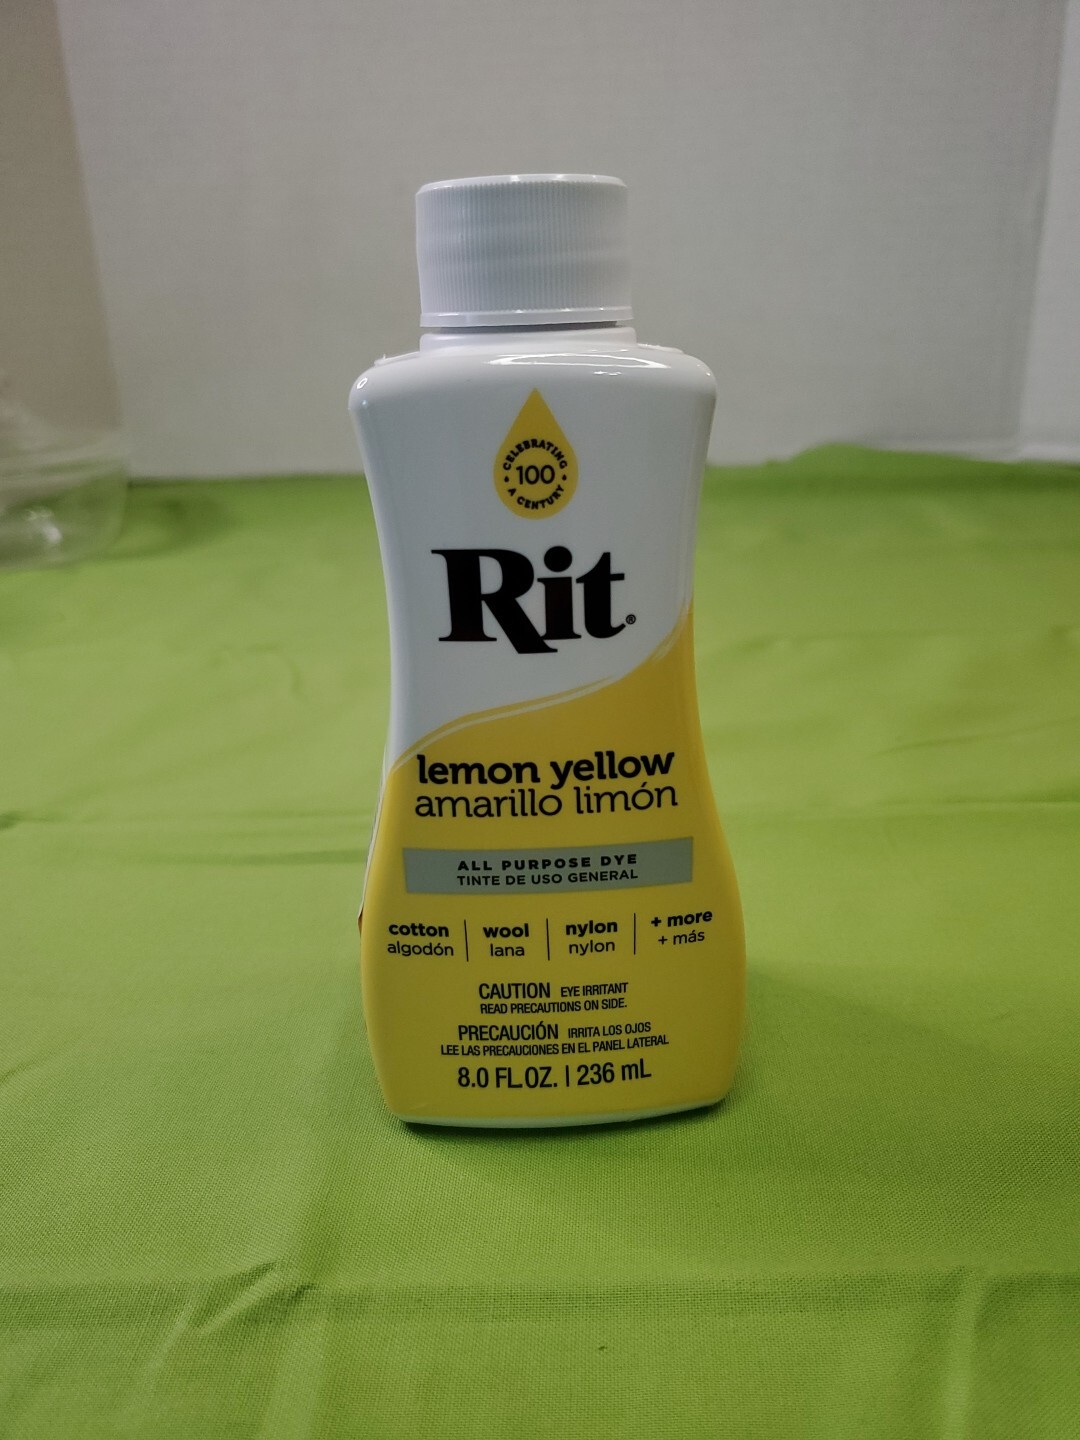 CELEBRATING
100
A CENTURY
Rit®
lemon yellow
amarillo limón
ALL PURPOSE DYE
TINTE DE USO GENERAL
cotton | wool | nylon | + more
algodón | lana | nylon | + más
CAUTION EYE IRRITANT
READ PRECAUTIONS ON SIDE.
PRECAUCIÓN IRRITA LOS OJOS
LEE LAS PRECAUCIONES EN EL PANEL LATERAL
8.0 FL.OZ. | 236 mL